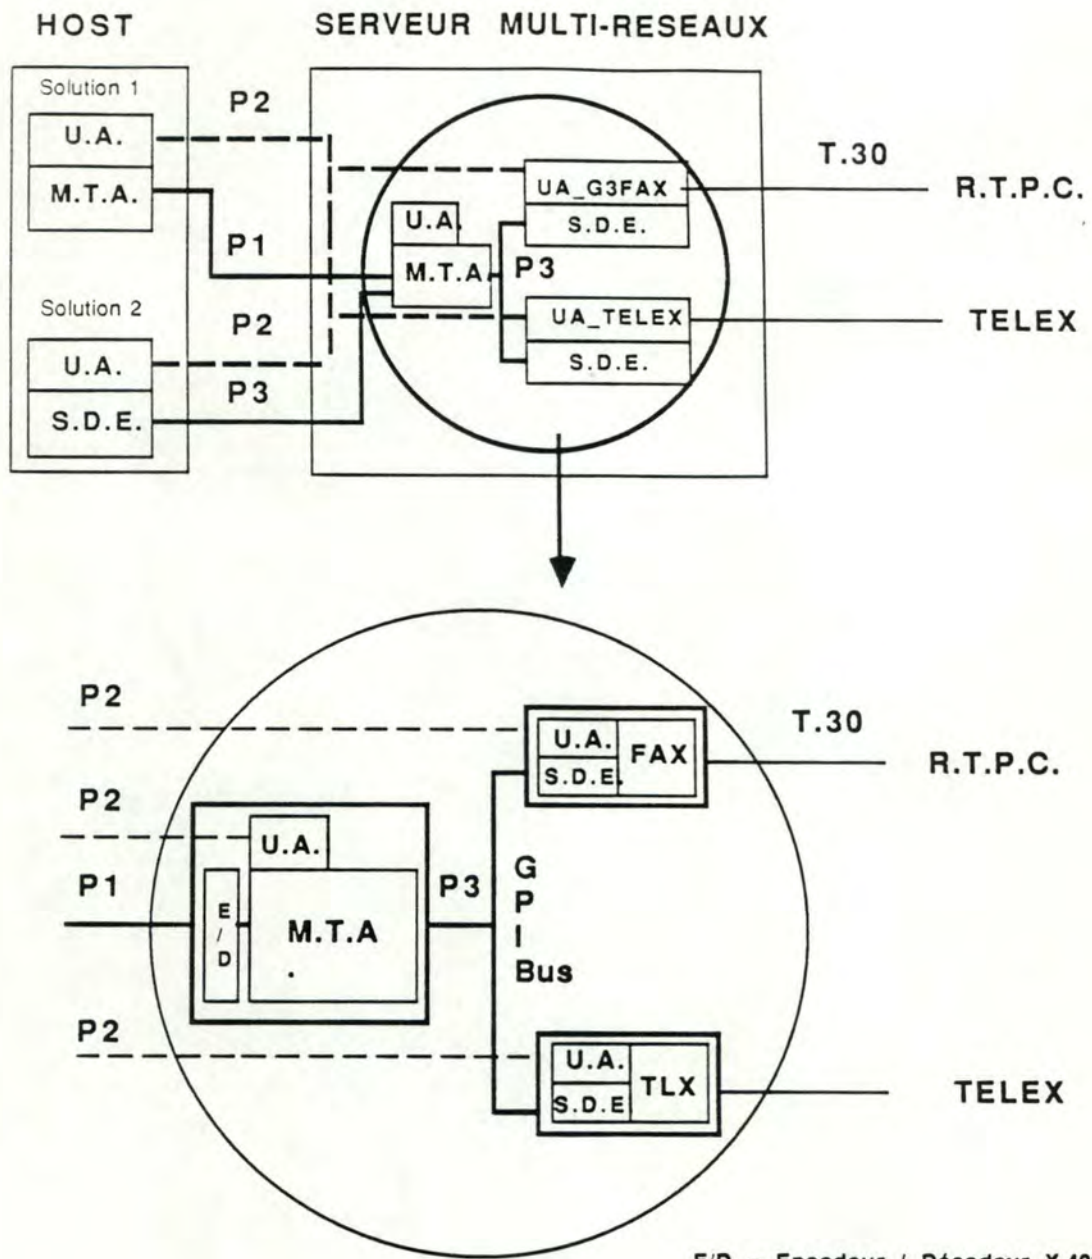 HOST
SERVEUR MULTI-RESEAUX
Solution 1
U.A.
M.T.A.
P2
P1
Solution 2
U.A.
S.D.E.
P2
P3
U.A.
M.T.A.
P3
UA_G3FAX
S.D.E.
UA_TELEX
S.D.E.
T.30
R.T.P.C.
TELEX
P2
P2
P1
P2
U.A.
E
/
D
M.T.A
.
P3
G
P
I
Bus
U.A.
S.D.E.
FAX
T.30
R.T.P.C.
U.A.
S.D.E
TLX
TELEX